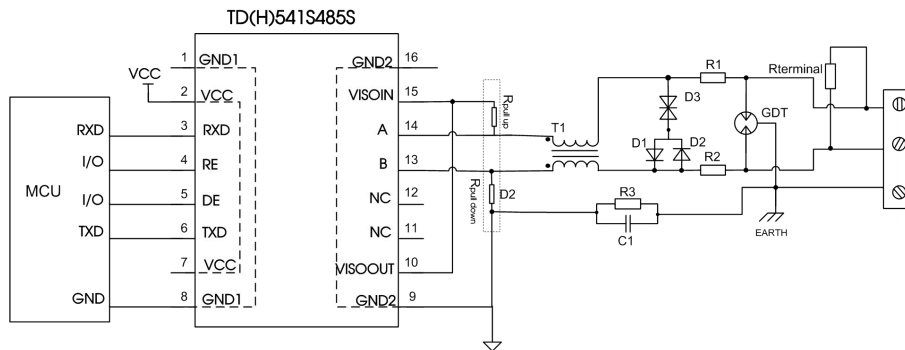 TD(H)541S485S
1 GND1 GND2 16
VCC
2 VCC VISOIN 15
RXD 3 RXD A 14
I/O 4 RE B 13
MCU
I/O 5 DE NC 12
TXD 6 TXD NC 11
7 VCC VISOOUT 10
GND 8 GND1 GND2 9
Rpull up
Rpull down
D2
T1
D3
D1 D2
R1
R2
GDT
Rterminal
R3
C1
EARTH